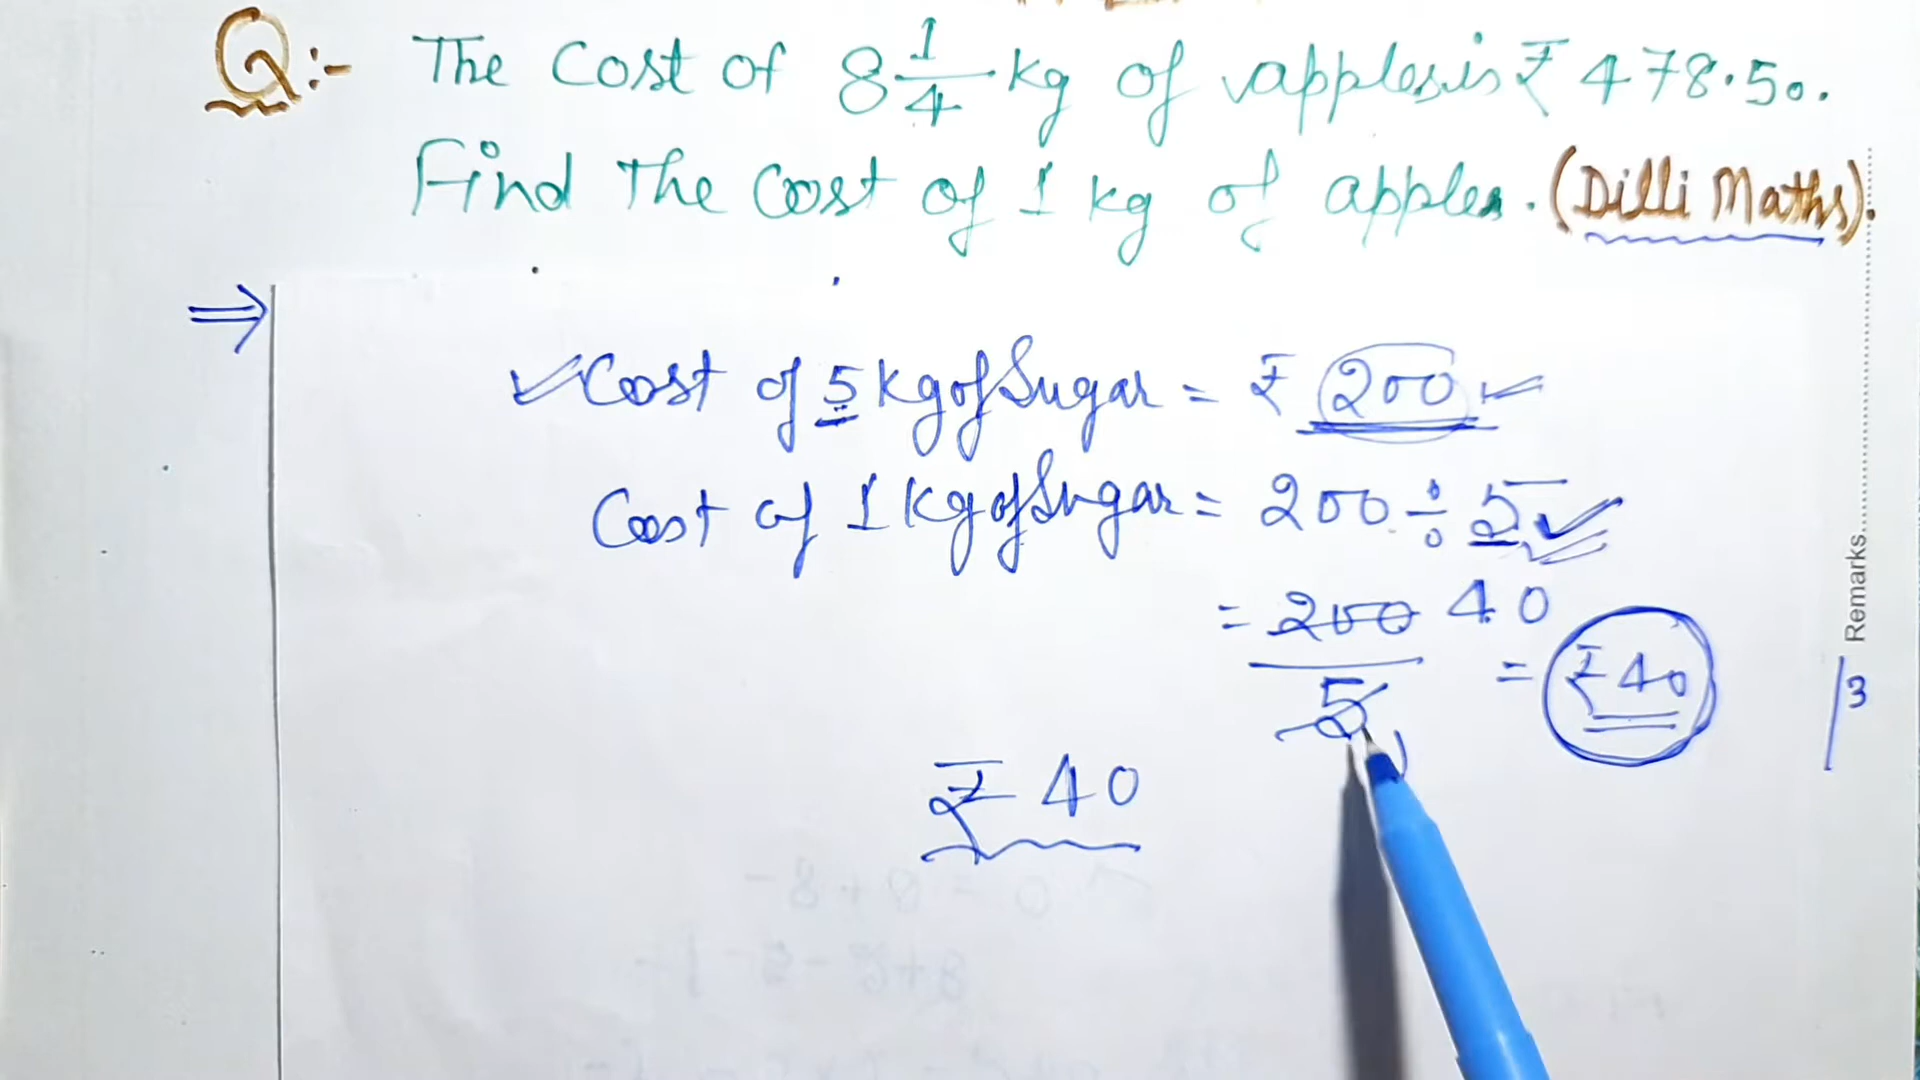 Q:- The Cost of 8 1/4 kg of apples is ₹ 478.50.
Find The Cost of 1 kg of apples. (Dilli Maths).
⇒
✓Cost of 5 kg of Sugar = ₹ 200 ✓
Cost of 1 kg of Sugar = 200 ÷ 5 ✓
= 200/5 40 = ₹40
₹ 40
Remarks
3